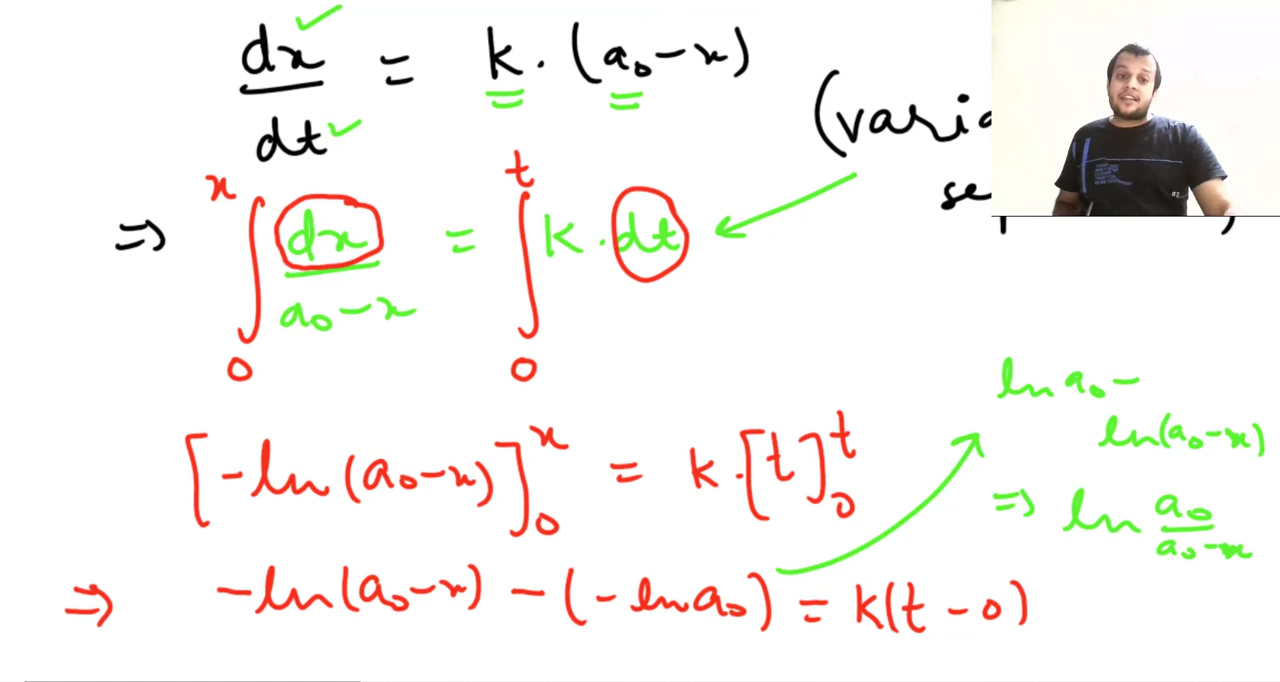 dx/dt = k · (a₀ − x)
(varia
se
⇒ ∫₀ˣ dx/(a₀ − x) = ∫₀ᵗ k · dt
[−ln(a₀ − x)]₀ˣ = k · [t]₀ᵗ
⇒ −ln(a₀ − x) − (−ln a₀) = k(t − 0)
ln a₀ −
ln(a₀ − x)
⇒ ln a₀/(a₀ − x)